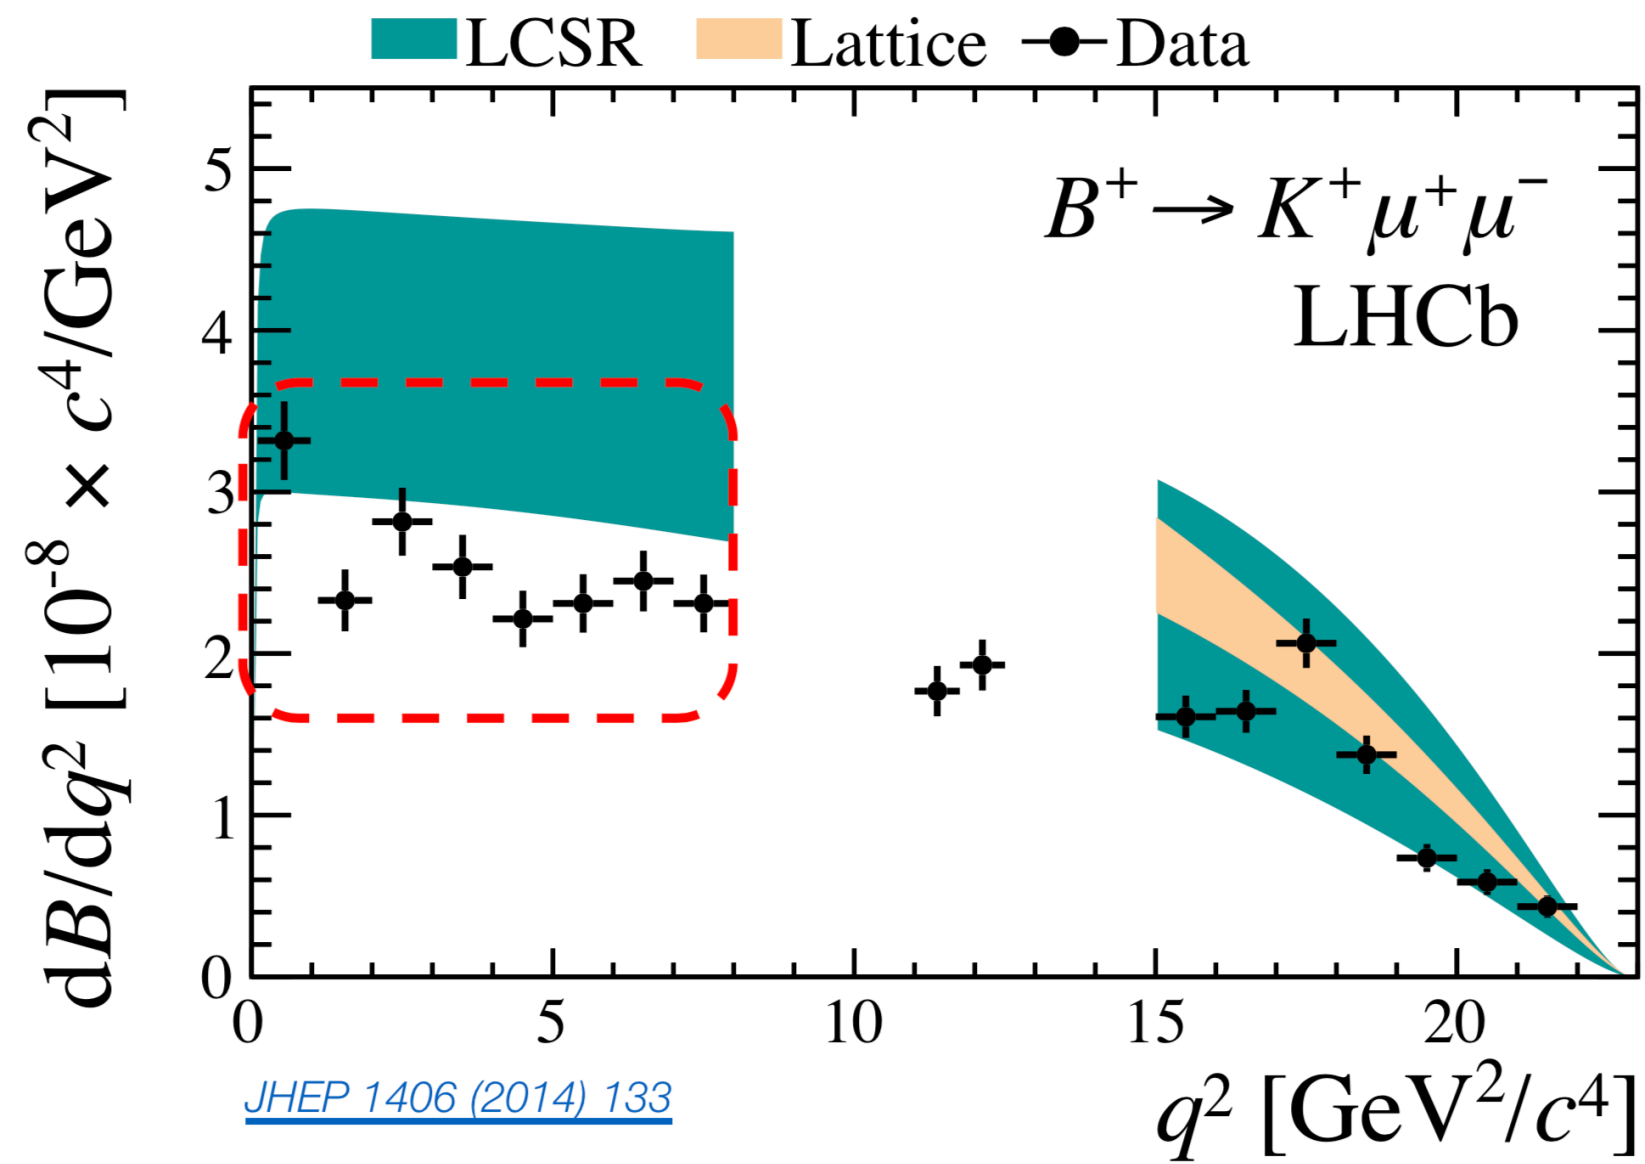 LCSR Lattice Data
dB/dq² [10⁻⁸ × c⁴/GeV²]
5
4
3
2
1
0
B⁺ → K⁺μ⁺μ⁻
LHCb
0 5 10 15 20
JHEP 1406 (2014) 133
q² [GeV²/c⁴]